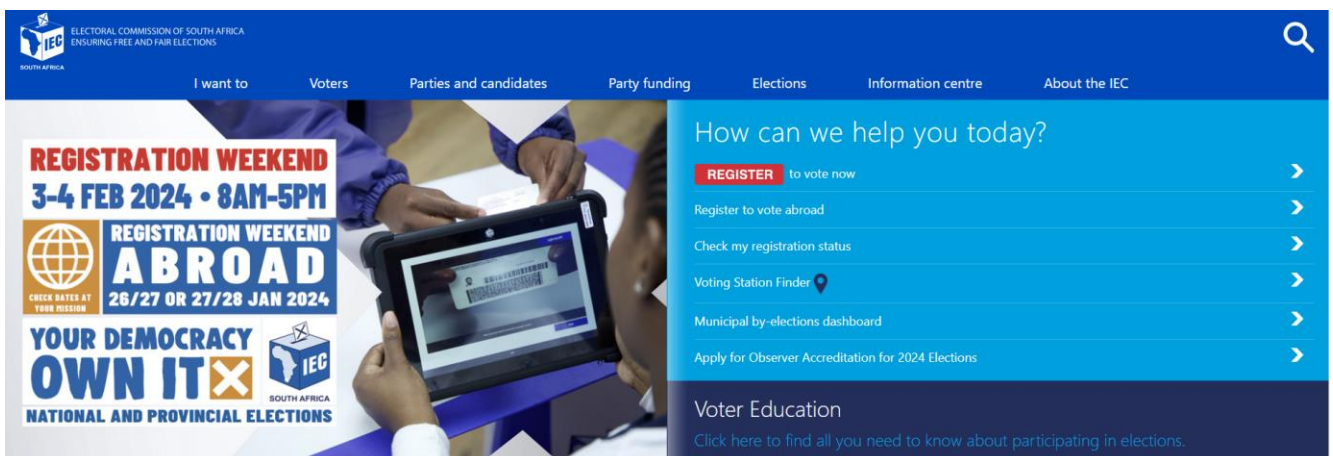 IEC
SOUTH AFRICA
ELECTORAL COMMISSION OF SOUTH AFRICA
ENSURING FREE AND FAIR ELECTIONS
I want to
Voters
Parties and candidates
Party funding
Elections
Information centre
About the IEC
REGISTRATION WEEKEND
3-4 FEB 2024 • 8AM-5PM
CHECK DATES AT
YOUR MISSION
REGISTRATION WEEKEND
ABROAD
26/27 OR 27/28 JAN 2024
YOUR DEMOCRACY
OWN IT
IEC
SOUTH AFRICA
NATIONAL AND PROVINCIAL ELECTIONS
How can we help you today?
REGISTER to vote now
Register to vote abroad
Check my registration status
Voting Station Finder
Municipal by-elections dashboard
Apply for Observer Accreditation for 2024 Elections
Voter Education
Click here to find all you need to know about participating in elections.